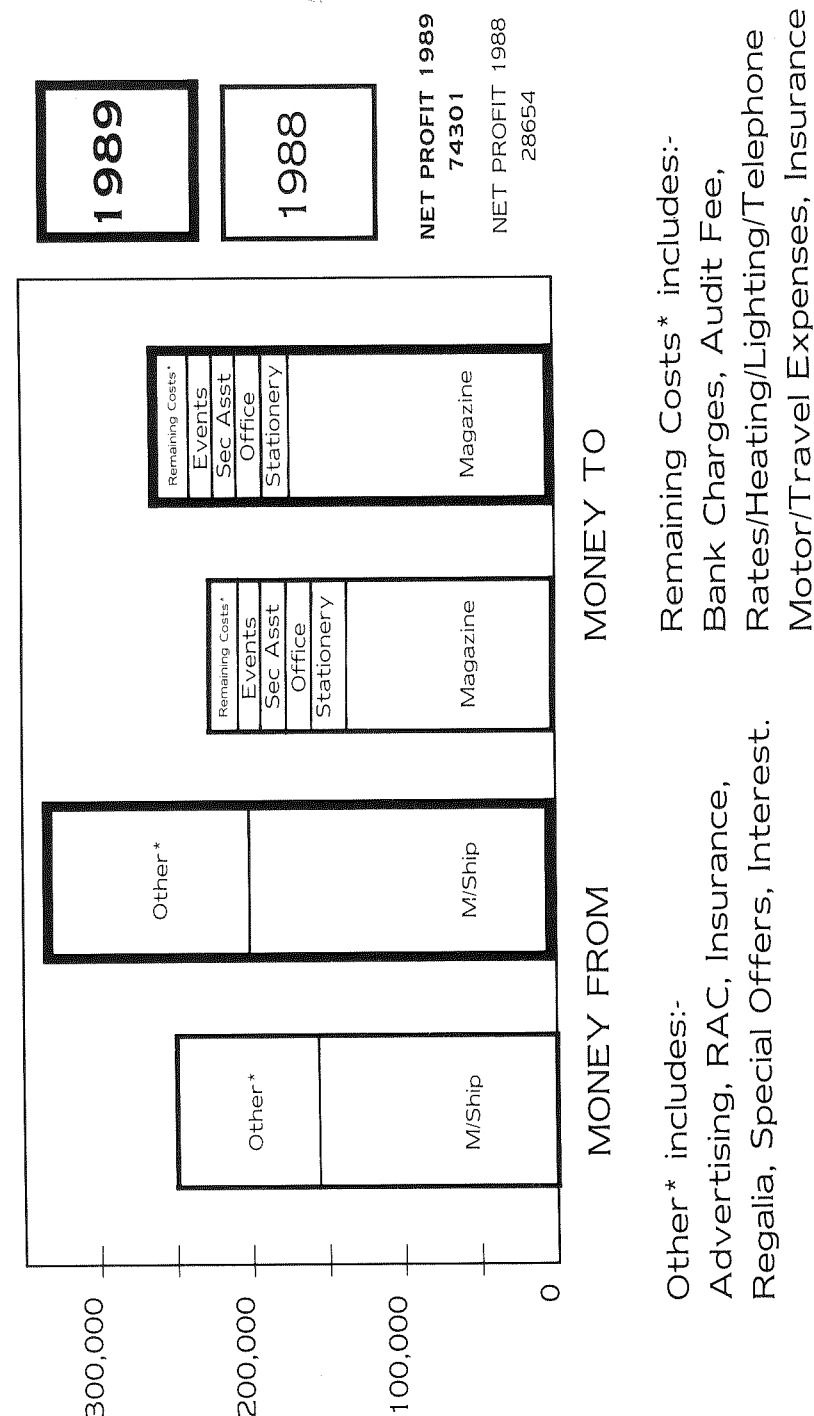 300,000
200,000
100,000
0
Other*
M/Ship
Other*
M/Ship
Remaining Costs*
Events
Sec Asst
Office
Stationery
Magazine
Remaining Costs*
Events
Sec Asst
Office
Stationery
Magazine
MONEY FROM
MONEY TO
1989
1988
NET PROFIT 1989
74301
NET PROFIT 1988
28654
Other* includes:-
Advertising, RAC, Insurance,
Regalia, Special Offers, Interest.
Remaining Costs* includes:-
Bank Charges, Audit Fee,
Rates/Heating/Lighting/Telephone
Motor/Travel Expenses, Insurance